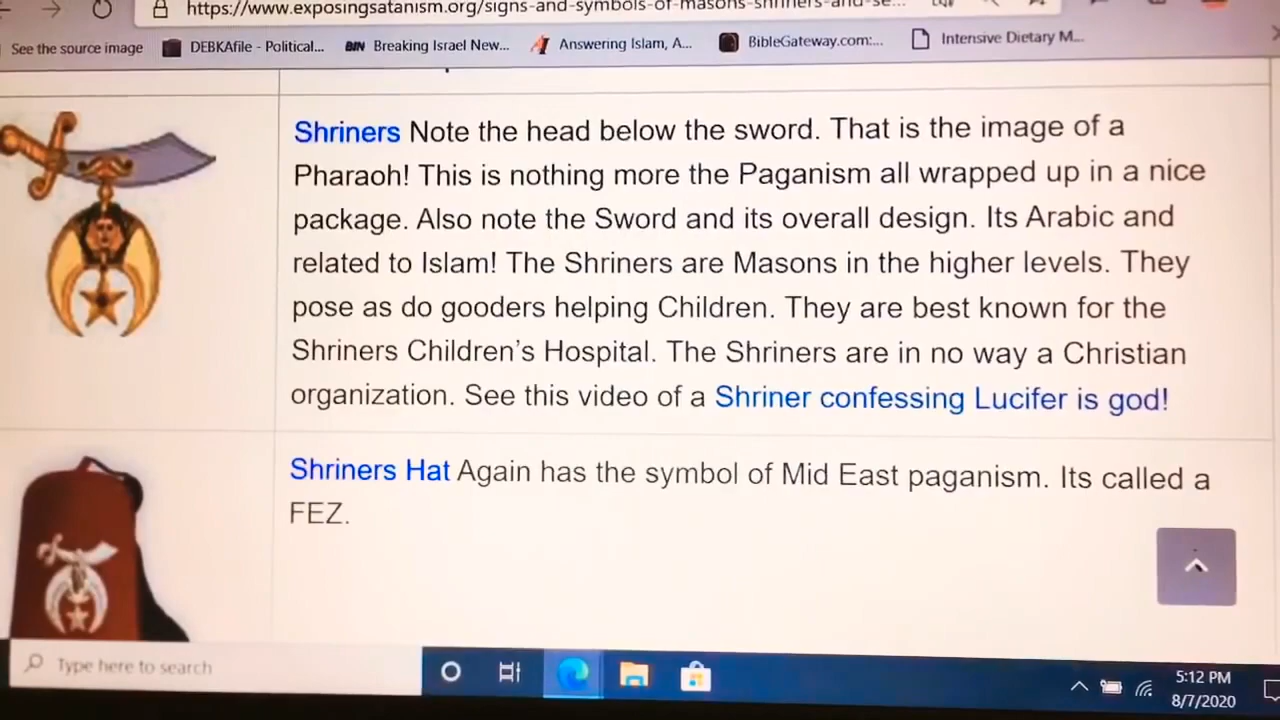 https://www.exposingsatanism.org/signs-and-symbols-of-masons-shriners-and-se...
See the source image DEBKAfile - Political... BIN Breaking Israel New... Answering Islam, A... BibleGateway.com:... Intensive Dietary M...
Shriners Note the head below the sword. That is the image of a
Pharaoh! This is nothing more the Paganism all wrapped up in a nice
package. Also note the Sword and its overall design. Its Arabic and
related to Islam! The Shriners are Masons in the higher levels. They
pose as do gooders helping Children. They are best known for the
Shriners Children's Hospital. The Shriners are in no way a Christian
organization. See this video of a Shriner confessing Lucifer is god!
Shriners Hat Again has the symbol of Mid East paganism. Its called a
FEZ.
Type here to search
5:12 PM
8/7/2020